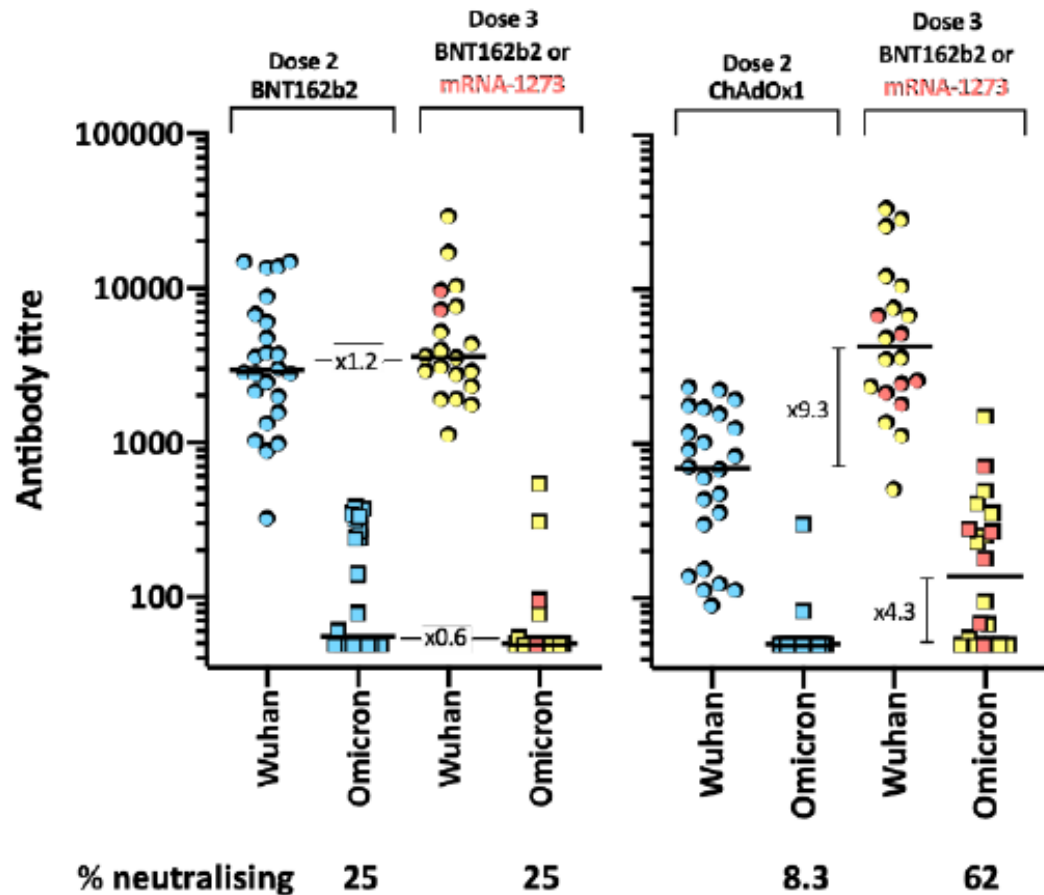 Dose 2
BNT162b2
Dose 3
BNT162b2 or
mRNA-1273
Dose 2
ChAdOx1
Dose 3
BNT162b2 or
mRNA-1273
Antibody titre
100000
10000
1000
100
x1.2
x0.6
x9.3
x4.3
Wuhan
Omicron
Wuhan
Omicron
Wuhan
Omicron
Wuhan
Omicron
% neutralising 25 25 8.3 62